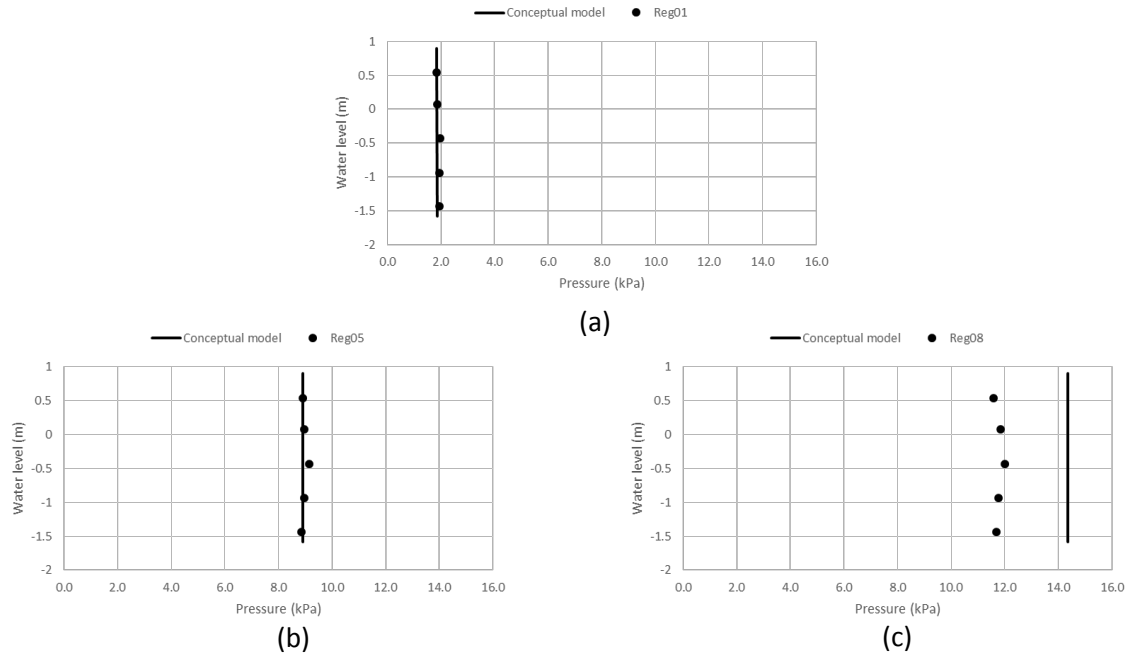 Conceptual model Reg01
1
0.5
0
-0.5
-1
-1.5
-2
Water level (m)
0.0 2.0 4.0 6.0 8.0 10.0 12.0 14.0 16.0
Pressure (kPa)
(a)
Conceptual model Reg05
1
0.5
0
-0.5
-1
-1.5
-2
Water level (m)
0.0 2.0 4.0 6.0 8.0 10.0 12.0 14.0 16.0
Pressure (kPa)
(b)
Conceptual model Reg08
1
0.5
0
-0.5
-1
-1.5
-2
Water level (m)
0.0 2.0 4.0 6.0 8.0 10.0 12.0 14.0 16.0
Pressure (kPa)
(c)